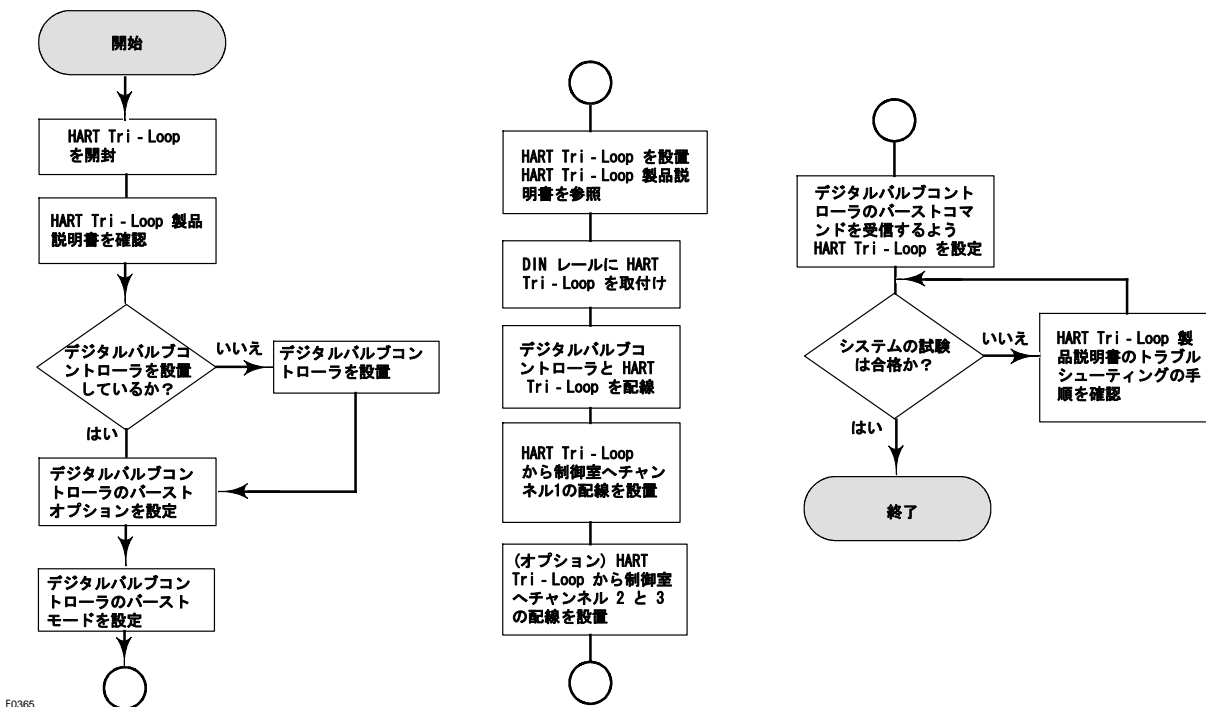 開始
HART Tri-Loop
を開封
HART Tri-Loop 製品
説明書を確認
デジタルバルブコ
ントローラを設置
しているか？
いいえ
デジタルバルブコン
トローラを設置
はい
デジタルバルブコン
トローラのバースト
オプションを設定
デジタルバルブコン
トローラのバースト
モードを設定
HART Tri-Loop を設置
HART Tri-Loop 製品説
明書を参照
DIN レールに HART
Tri-Loop を取付け
デジタルバルブコ
ントローラと HART
Tri-Loop を配線
HART Tri-Loop
から制御室へチャン
ネル1の配線を設置
(オプション) HART
Tri-Loop から制御室
へチャンネル 2 と 3
の配線を設置
デジタルバルブコント
ローラのバーストコマ
ンドを受信するよう
HART Tri-Loop を設定
システムの試験
は合格か？
いいえ
HART Tri-Loop 製
品説明書のトラブル
シューティングの手
順を確認
はい
終了
E0365